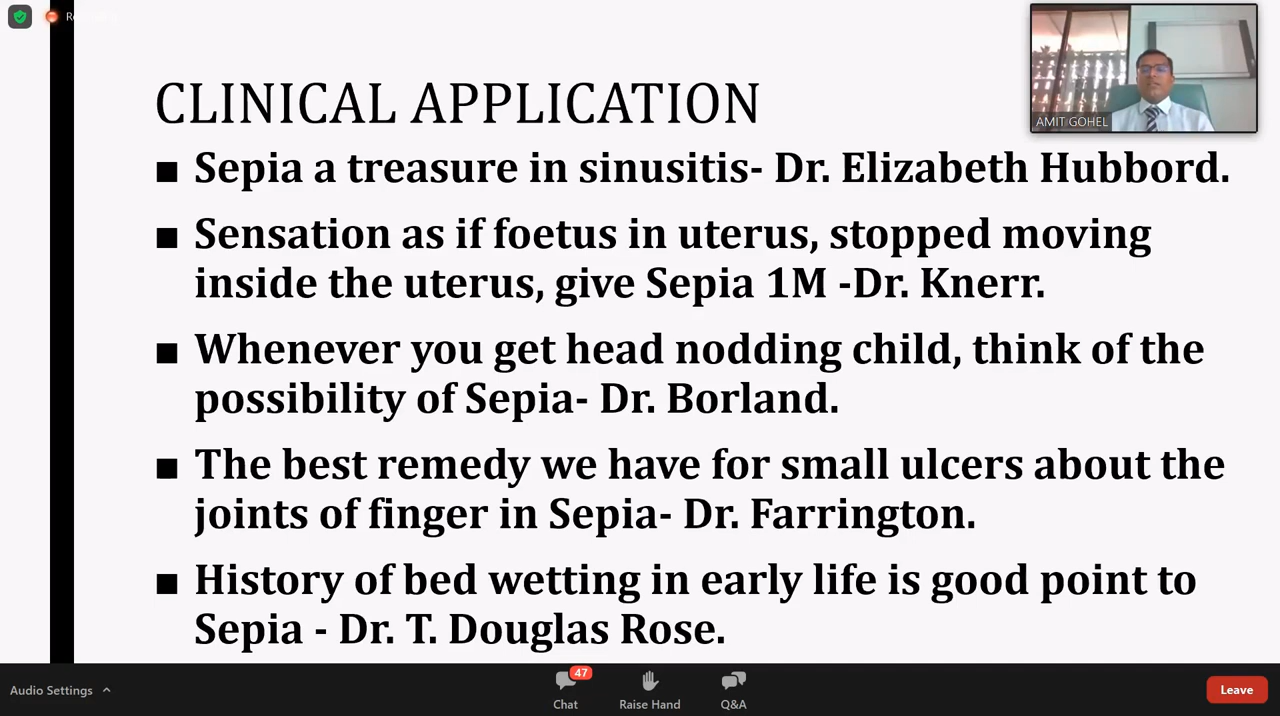 CLINICAL APPLICATION
AMIT GOHEL
■ Sepia a treasure in sinusitis- Dr. Elizabeth Hubbord.
■ Sensation as if foetus in uterus, stopped moving
inside the uterus, give Sepia 1M -Dr. Knerr.
■ Whenever you get head nodding child, think of the
possibility of Sepia- Dr. Borland.
■ The best remedy we have for small ulcers about the
joints of finger in Sepia- Dr. Farrington.
■ History of bed wetting in early life is good point to
Sepia - Dr. T. Douglas Rose.
47
Audio Settings
Chat
Raise Hand
Q&A
Leave